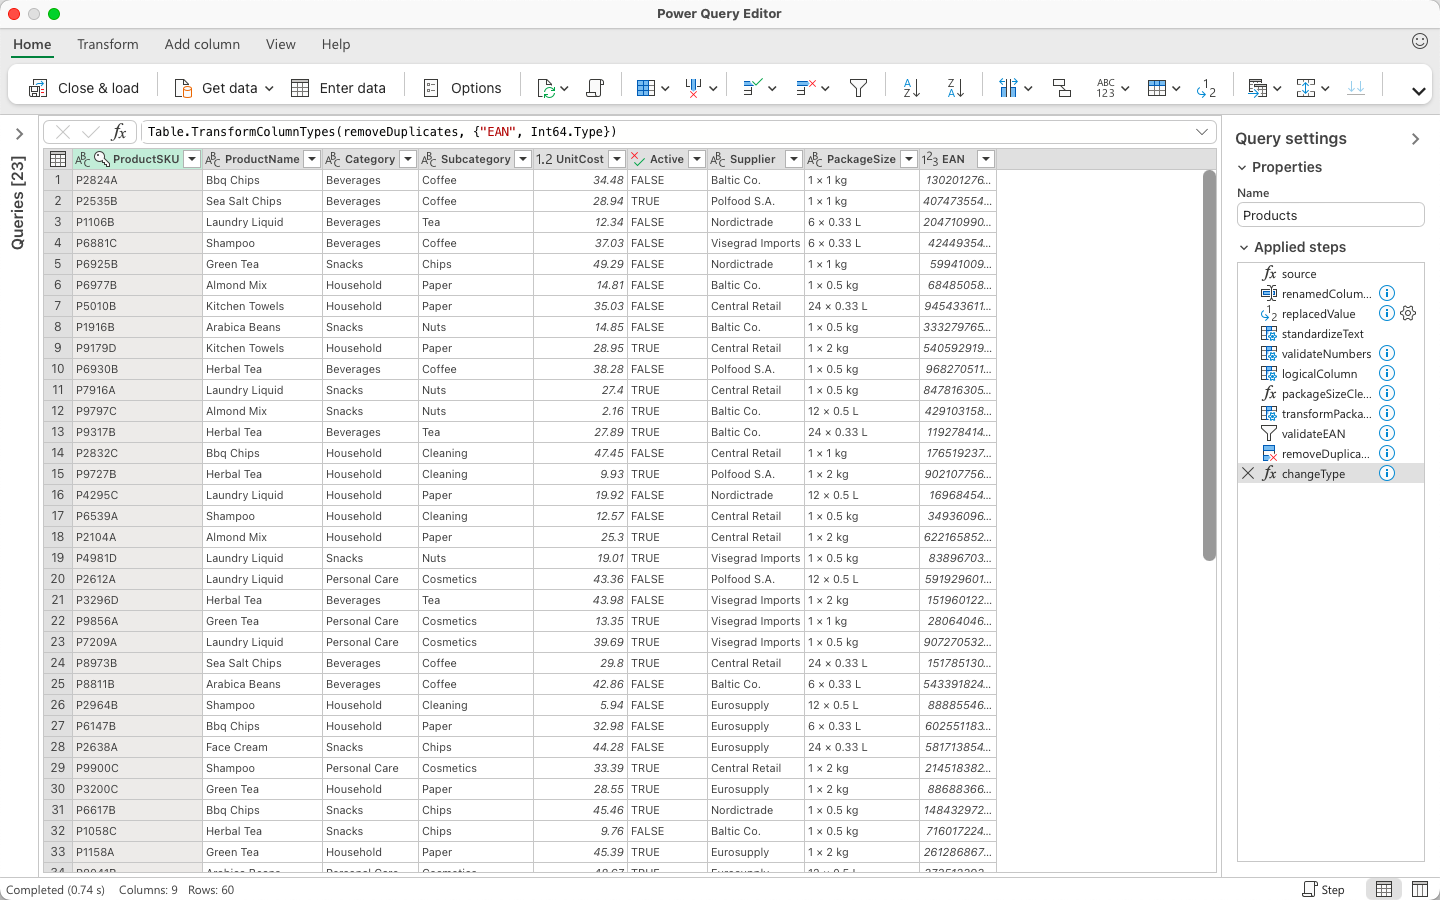 Power Query Editor
Home Transform Add column View Help
Close & load Get data Enter data Options
Queries [23]
fx Table.TransformColumnTypes(removeDuplicates, {"EAN", Int64.Type})
ProductSKU ProductName Category Subcategory 1.2 UnitCost Active Supplier PackageSize EAN
1 P2824A Bbq Chips Beverages Coffee 34.48 FALSE Baltic Co. 1 × 1 kg 130201276...
2 P2535B Sea Salt Chips Beverages Coffee 28.94 TRUE Polfood S.A. 1 × 1 kg 407473554...
3 P1106B Laundry Liquid Beverages Tea 12.34 FALSE Nordictrade 6 × 0.33 L 204710990...
4 P6881C Shampoo Beverages Coffee 37.03 FALSE Visegrad Imports 6 × 0.33 L 42449354...
5 P6925B Green Tea Snacks Chips 49.29 FALSE Nordictrade 1 × 1 kg 59941009...
6 P6977B Almond Mix Household Paper 14.81 FALSE Baltic Co. 1 × 0.5 kg 68485058...
7 P5010B Kitchen Towels Household Paper 35.03 FALSE Central Retail 24 × 0.33 L 945433611...
8 P1916B Arabica Beans Snacks Nuts 14.85 FALSE Baltic Co. 1 × 0.5 kg 333279765...
9 P9179D Kitchen Towels Household Paper 28.95 TRUE Central Retail 1 × 2 kg 540592919...
10 P6930B Herbal Tea Beverages Coffee 38.28 FALSE Polfood S.A. 1 × 0.5 kg 968270511...
11 P7916A Laundry Liquid Snacks Nuts 27.4 TRUE Central Retail 1 × 0.5 kg 847816305...
12 P9797C Almond Mix Snacks Nuts 2.16 TRUE Baltic Co. 12 × 0.5 L 429103158...
13 P9317B Herbal Tea Beverages Tea 27.89 TRUE Baltic Co. 24 × 0.33 L 119278414...
14 P2832C Bbq Chips Household Cleaning 47.45 FALSE Central Retail 1 × 1 kg 176519237...
15 P9727B Herbal Tea Household Cleaning 9.93 TRUE Polfood S.A. 1 × 2 kg 902107756...
16 P4295C Laundry Liquid Household Paper 19.92 FALSE Nordictrade 12 × 0.5 L 16968454...
17 P6539A Shampoo Household Cleaning 12.57 FALSE Central Retail 1 × 0.5 kg 34936096...
18 P2104A Almond Mix Household Paper 25.3 TRUE Central Retail 1 × 2 kg 622165852...
19 P4981D Laundry Liquid Snacks Nuts 19.01 TRUE Visegrad Imports 1 × 0.5 kg 83896703...
20 P2612A Laundry Liquid Personal Care Cosmetics 43.36 FALSE Polfood S.A. 12 × 0.5 L 591929601...
21 P3296D Herbal Tea Beverages Tea 43.98 FALSE Visegrad Imports 1 × 2 kg 151960122...
22 P9856A Green Tea Personal Care Cosmetics 13.35 TRUE Visegrad Imports 1 × 1 kg 28064046...
23 P7209A Laundry Liquid Personal Care Cosmetics 39.69 TRUE Visegrad Imports 1 × 0.5 kg 907270532...
24 P8973B Sea Salt Chips Beverages Coffee 29.8 TRUE Central Retail 24 × 0.33 L 151785130...
25 P8811B Arabica Beans Beverages Coffee 42.86 FALSE Baltic Co. 6 × 0.33 L 543391824...
26 P2964B Shampoo Household Cleaning 5.94 FALSE Eurosupply 12 × 0.5 L 88885546...
27 P6147B Bbq Chips Household Paper 32.98 FALSE Eurosupply 6 × 0.33 L 602551183...
28 P2638A Face Cream Snacks Chips 44.28 FALSE Eurosupply 24 × 0.33 L 581713854...
29 P9900C Shampoo Personal Care Cosmetics 33.39 TRUE Central Retail 1 × 2 kg 214518382...
30 P3200C Green Tea Household Paper 28.55 TRUE Eurosupply 1 × 2 kg 88688366...
31 P6617B Bbq Chips Snacks Chips 45.46 TRUE Nordictrade 1 × 0.5 kg 148432972...
32 P1058C Herbal Tea Snacks Chips 9.76 FALSE Baltic Co. 1 × 0.5 kg 716017224...
33 P1158A Green Tea Household Paper 45.39 TRUE Eurosupply 1 × 2 kg 261286867...
Query settings
Properties
Name
Products
Applied steps
fx source
renamedColum...
replacedValue
standardizeText
validateNumbers
logicalColumn
fx packageSizeCle...
transformPacka...
validateEAN
removeDuplica...
fx changeType
Completed (0.74 s) Columns: 9 Rows: 60 Step